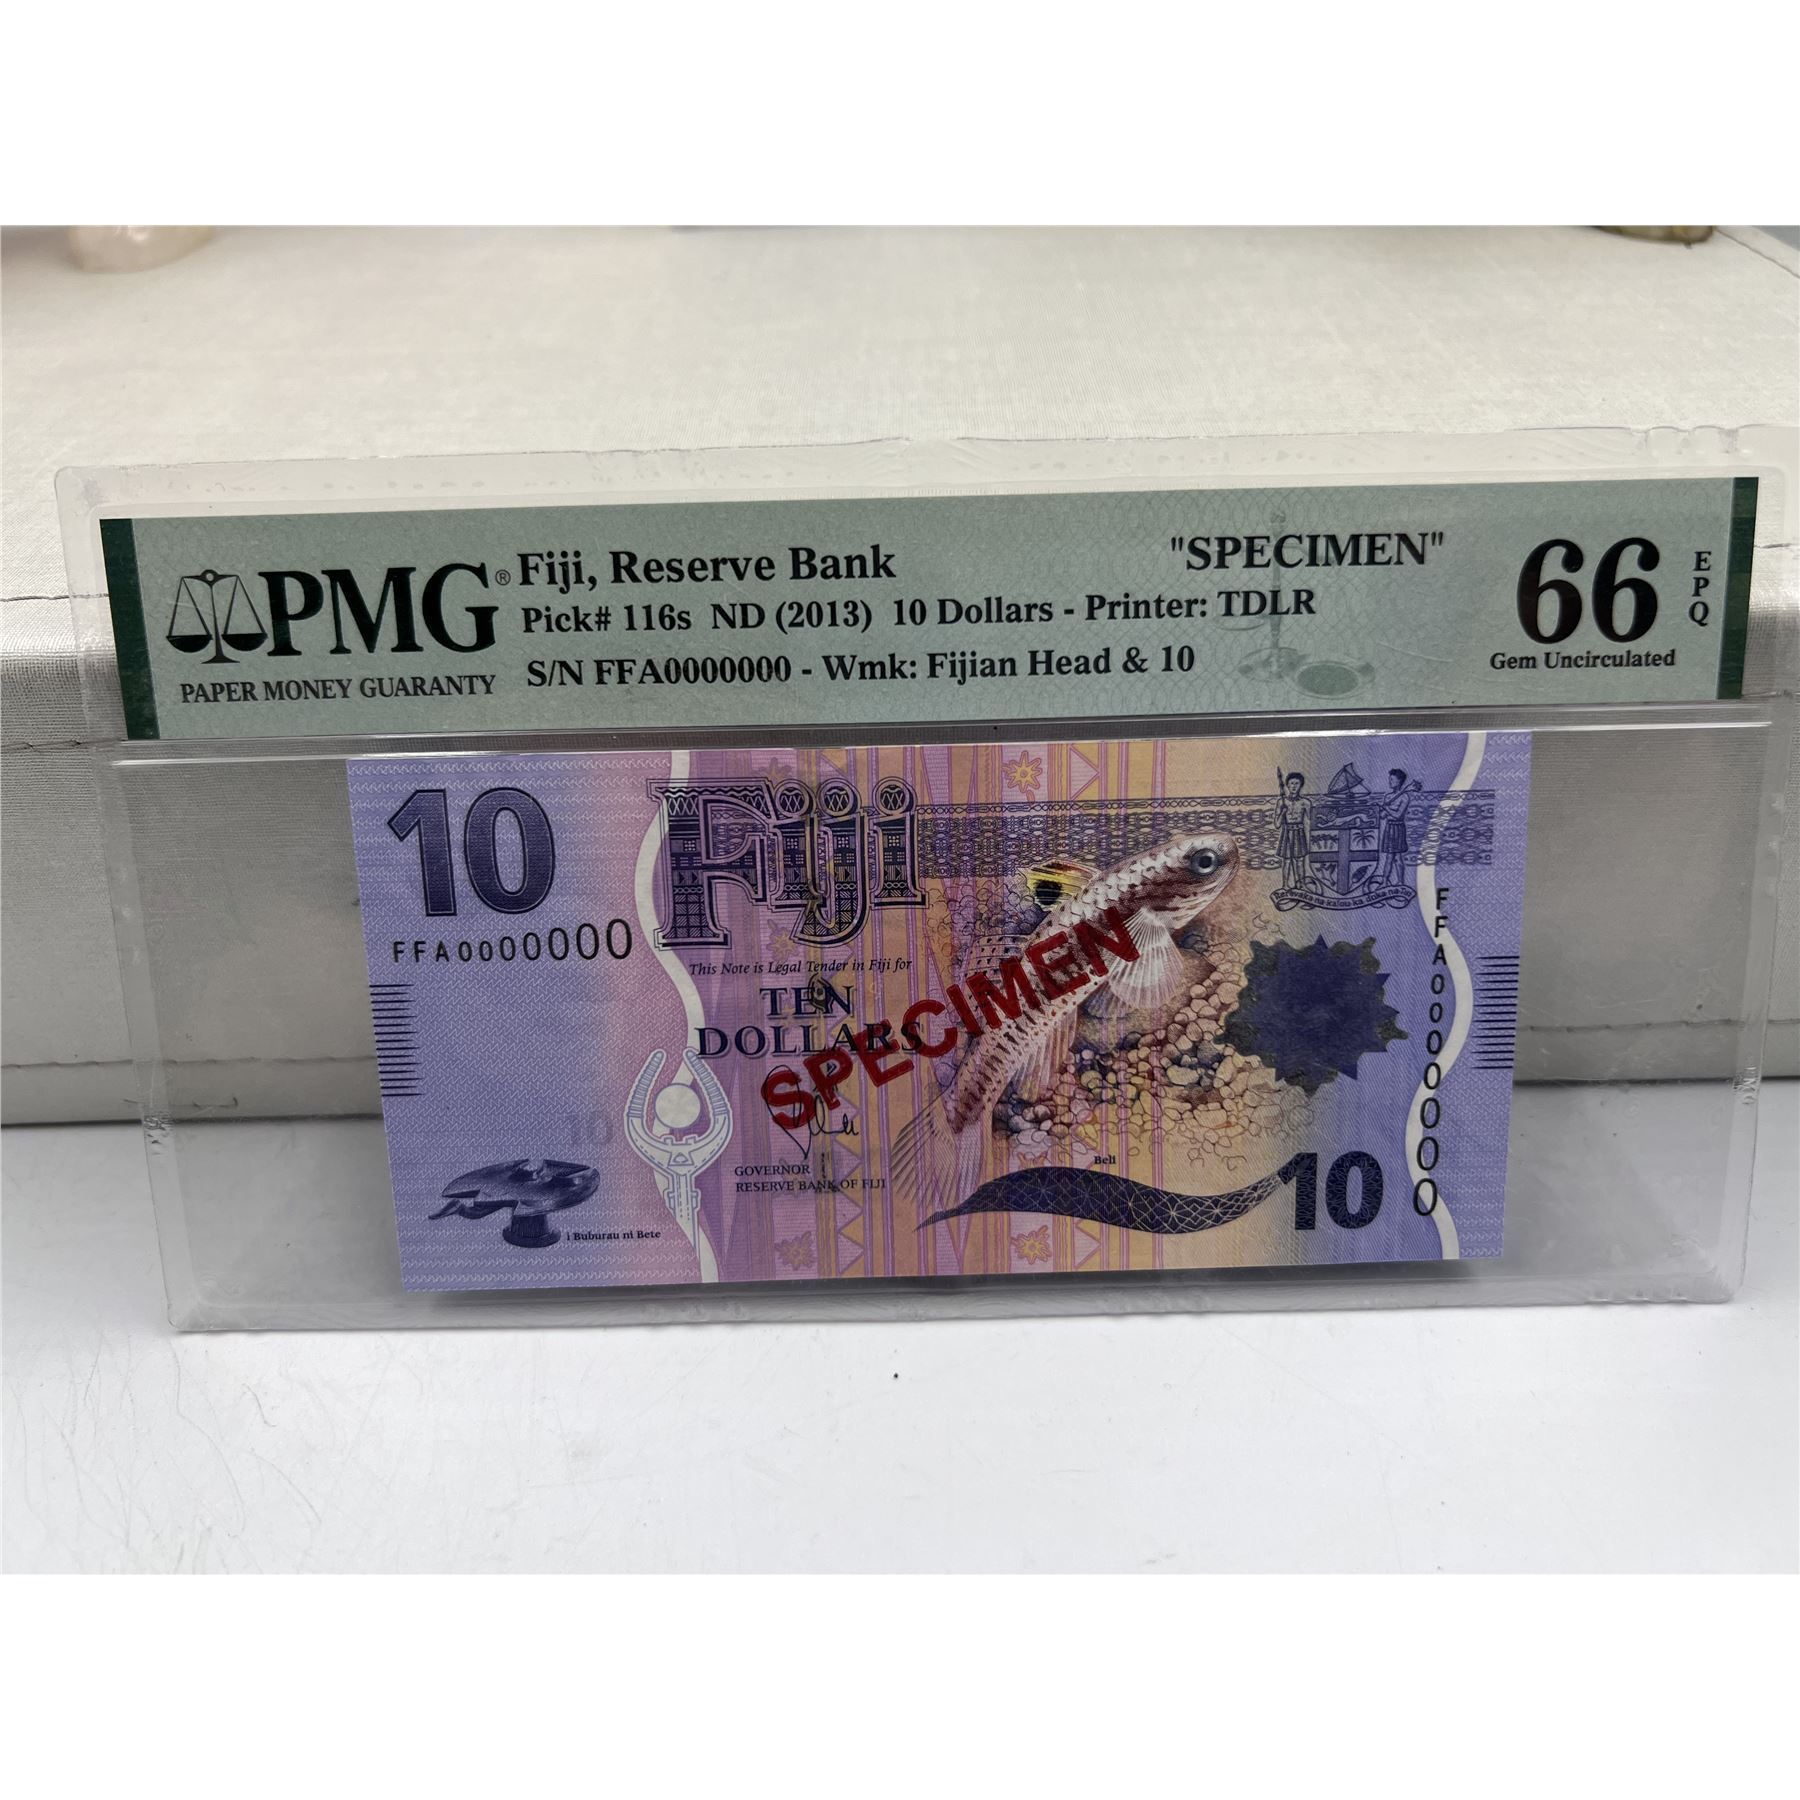 PMG®
PAPER MONEY GUARANTY
Fiji, Reserve Bank
"SPECIMEN"
Pick# 116s ND (2013) 10 Dollars - Printer: TDLR
S/N FFA0000000 - Wmk: Fijian Head & 10
66
EPQ
Gem Uncirculated
10
FFA0000000
Fiji
This Note is Legal Tender in Fiji for
TEN
DOLLARS
SPECIMEN
GOVERNOR
RESERVE BANK OF FIJI
i Buburau ni Bete
Beli
10
FFA0000000